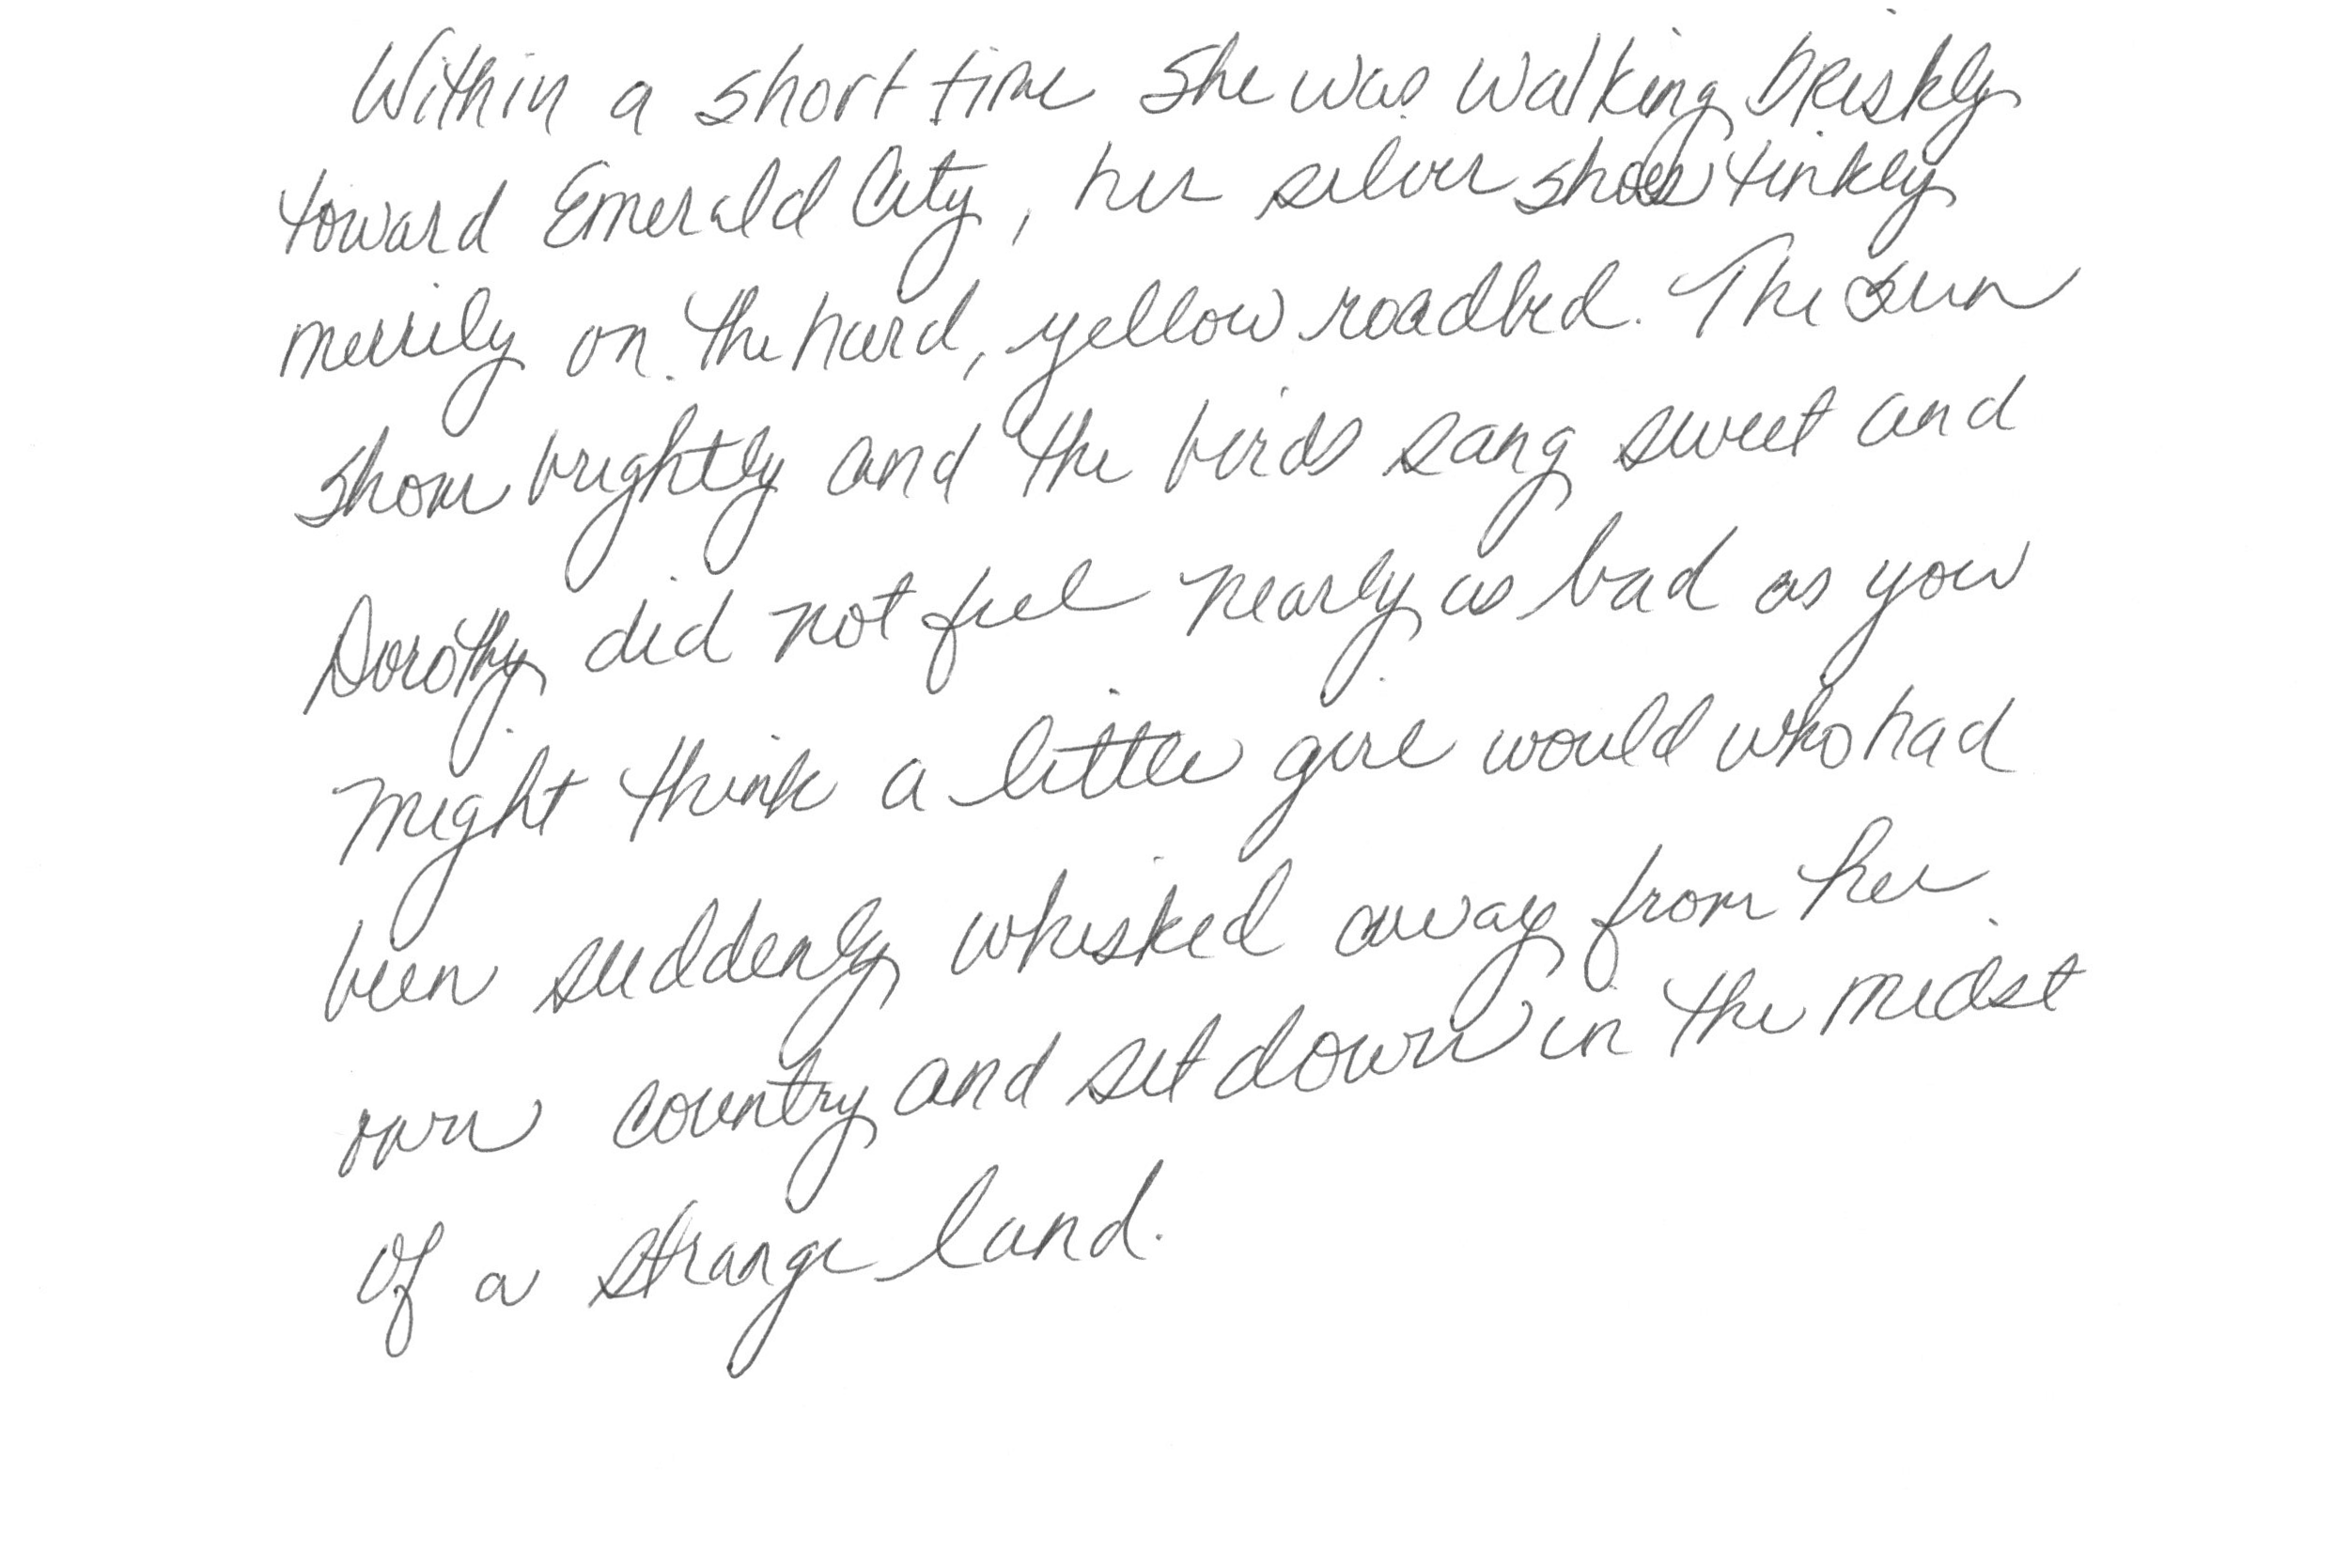 Within a short time she was walking briskly
toward Emerald City, her silver shoes tinkly
merrily on the hard, yellow roadbed. The sun
shone brightly and the birds sang sweet and
Dorothy did not feel nearly as bad as you
might think a little girl would who had
been suddenly whisked away from her
own country and set down in the midst
of a strange land.